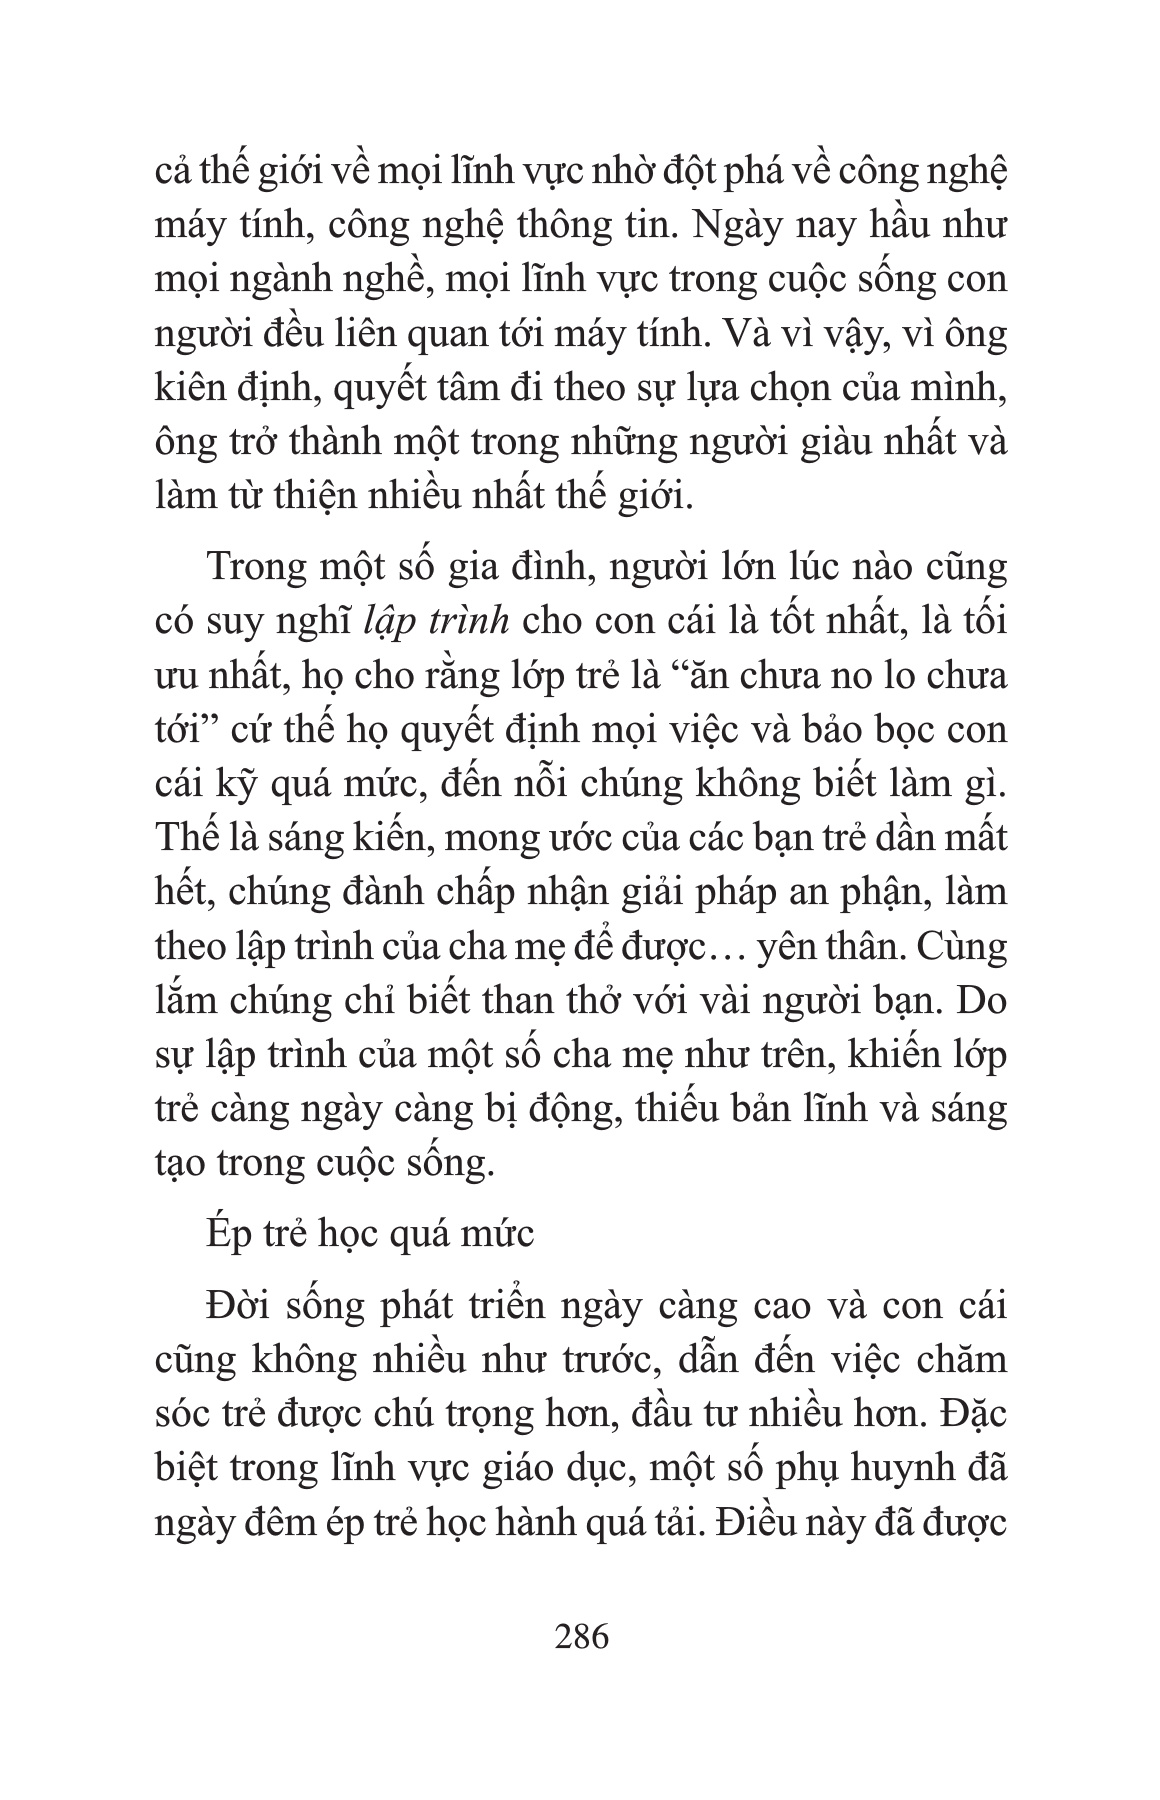 cả thế giới về mọi lĩnh vực nhờ đột phá về công nghệ
máy tính, công nghệ thông tin. Ngày nay hầu như
mọi ngành nghề, mọi lĩnh vực trong cuộc sống con
người đều liên quan tới máy tính. Và vì vậy, vì ông
kiên định, quyết tâm đi theo sự lựa chọn của mình,
ông trở thành một trong những người giàu nhất và
làm từ thiện nhiều nhất thế giới.
Trong một số gia đình, người lớn lúc nào cũng
có suy nghĩ lập trình cho con cái là tốt nhất, là tối
ưu nhất, họ cho rằng lớp trẻ là “ăn chưa no lo chưa
tới” cứ thế họ quyết định mọi việc và bảo bọc con
cái kỹ quá mức, đến nỗi chúng không biết làm gì.
Thế là sáng kiến, mong ước của các bạn trẻ dần mất
hết, chúng đành chấp nhận giải pháp an phận, làm
theo lập trình của cha mẹ để được… yên thân. Cùng
lắm chúng chỉ biết than thở với vài người bạn. Do
sự lập trình của một số cha mẹ như trên, khiến lớp
trẻ càng ngày càng bị động, thiếu bản lĩnh và sáng
tạo trong cuộc sống.
Ép trẻ học quá mức
Đời sống phát triển ngày càng cao và con cái
cũng không nhiều như trước, dẫn đến việc chăm
sóc trẻ được chú trọng hơn, đầu tư nhiều hơn. Đặc
biệt trong lĩnh vực giáo dục, một số phụ huynh đã
ngày đêm ép trẻ học hành quá tải. Điều này đã được
286